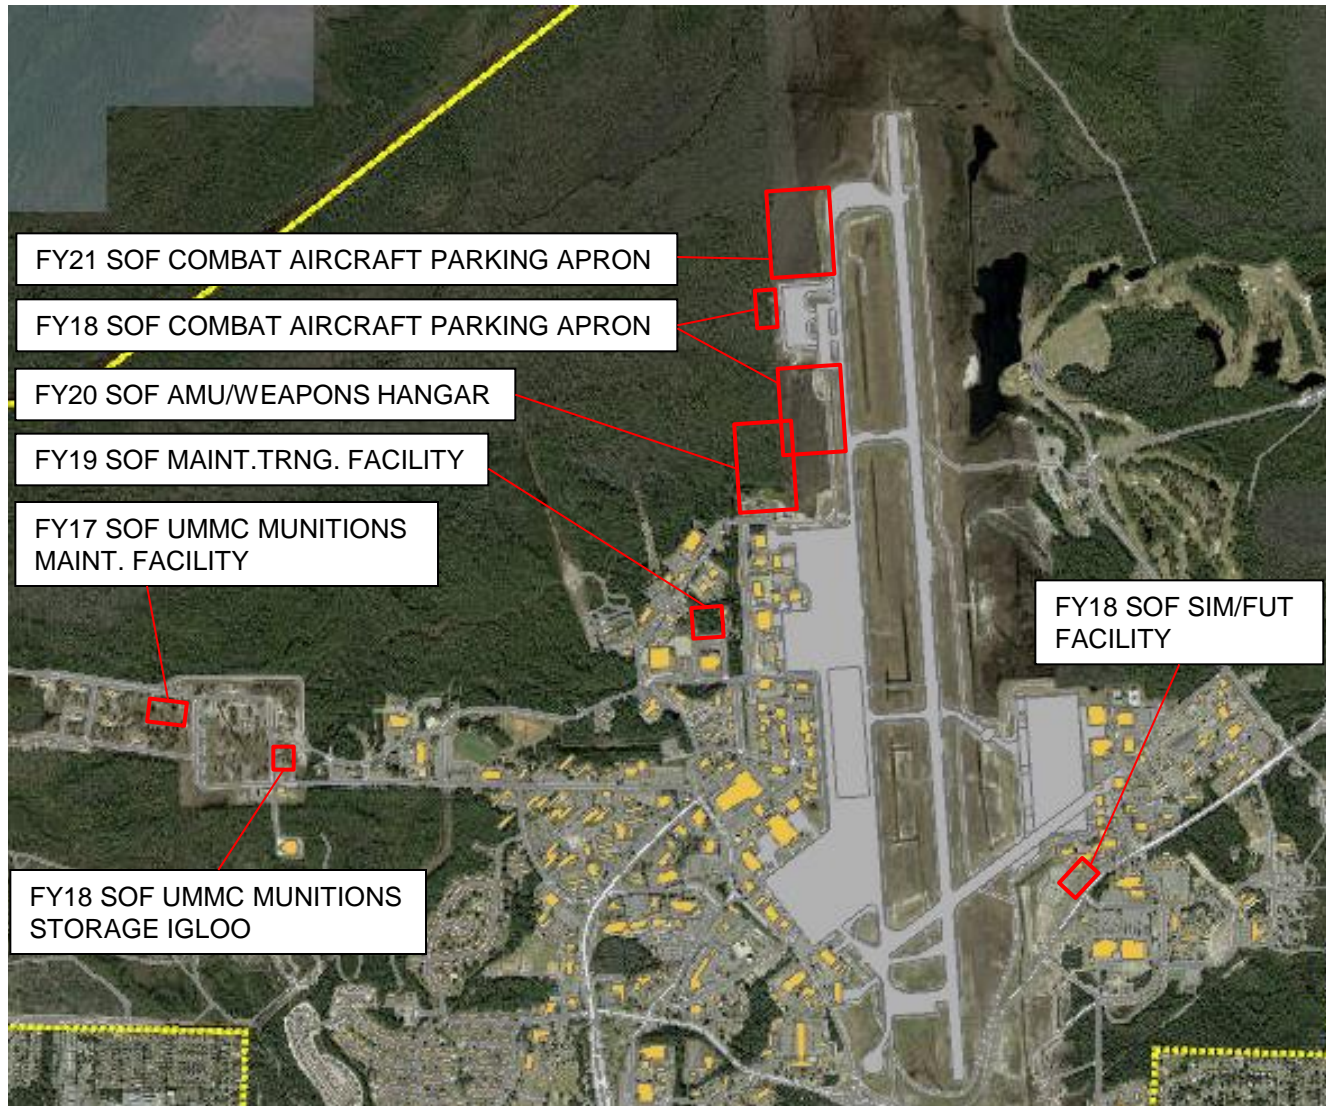 FY21 SOF COMBAT AIRCRAFT PARKING APRON
FY18 SOF COMBAT AIRCRAFT PARKING APRON
FY20 SOF AMU/WEAPONS HANGAR
FY19 SOF MAINT.TRNG. FACILITY
FY17 SOF UMMC MUNITIONS
MAINT. FACILITY
FY18 SOF SIM/FUT
FACILITY
FY18 SOF UMMC MUNITIONS
STORAGE IGLOO